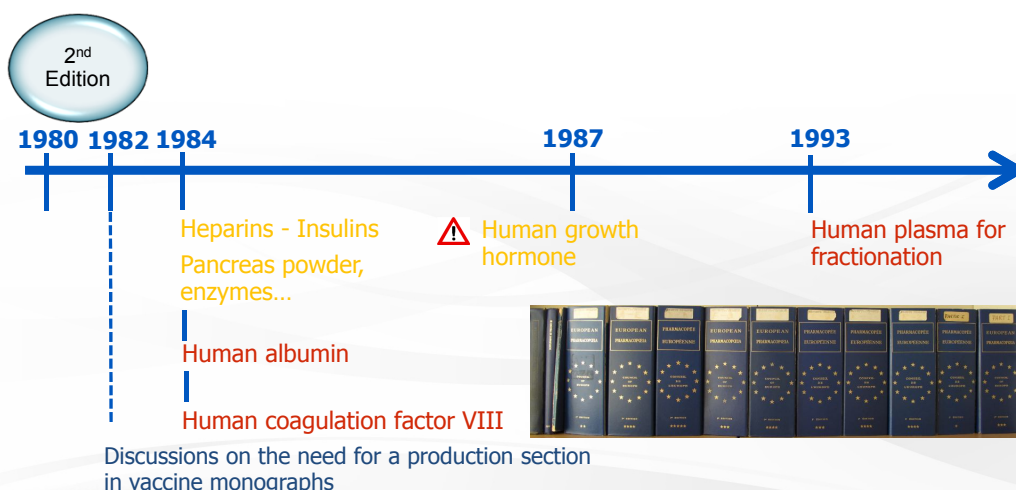 2nd
Edition
1980 1982 1984 1987 1993
Heparins - Insulins
Pancreas powder,
enzymes…
Human albumin
Human coagulation factor VIII
Discussions on the need for a production section
in vaccine monographs
Human growth
hormone
Human plasma for
fractionation
EUROPEAN
PHARMACOPOEIA
EUROPEAN
PHARMACOPOEIA
PHARMACOPÉE
EUROPÉENNE
EUROPEAN
PHARMACOPOEIA
EUROPEAN
PHARMACOPOEIA
PHARMACOPÉE
EUROPÉENNE
PHARMACOPÉE
EUROPÉENNE
PHARMACOPÉE
EUROPÉENNE
PHARMACOPÉE
EUROPÉENNE
EUROPEAN